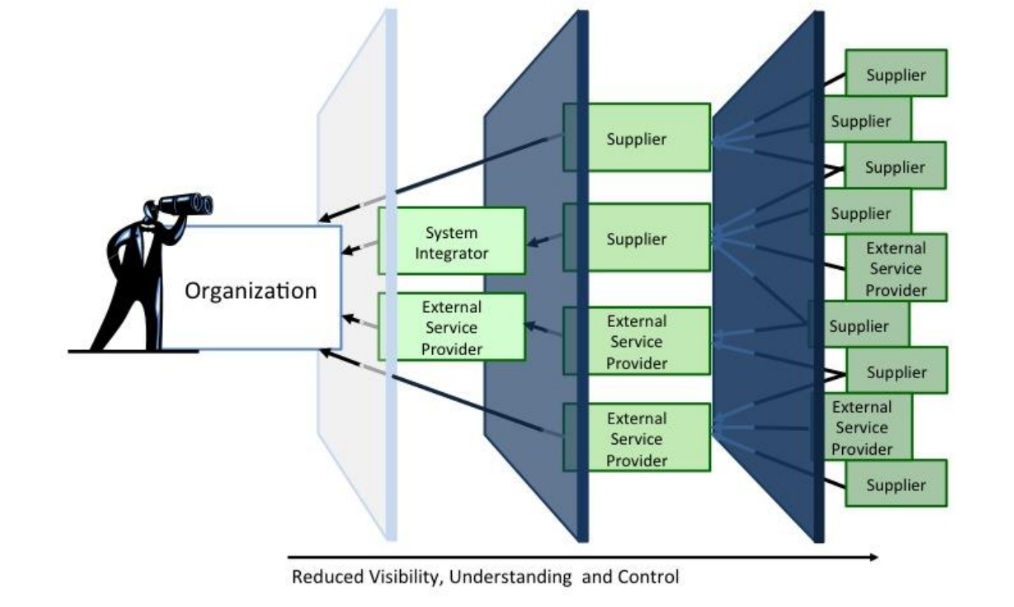 Organization
System
Integrator
External
Service
Provider
Supplier
Supplier
External
Service
Provider
External
Service
Provider
Supplier
Supplier
Supplier
Supplier
External
Service
Provider
Supplier
Supplier
External
Service
Provider
Supplier
Reduced Visibility, Understanding and Control